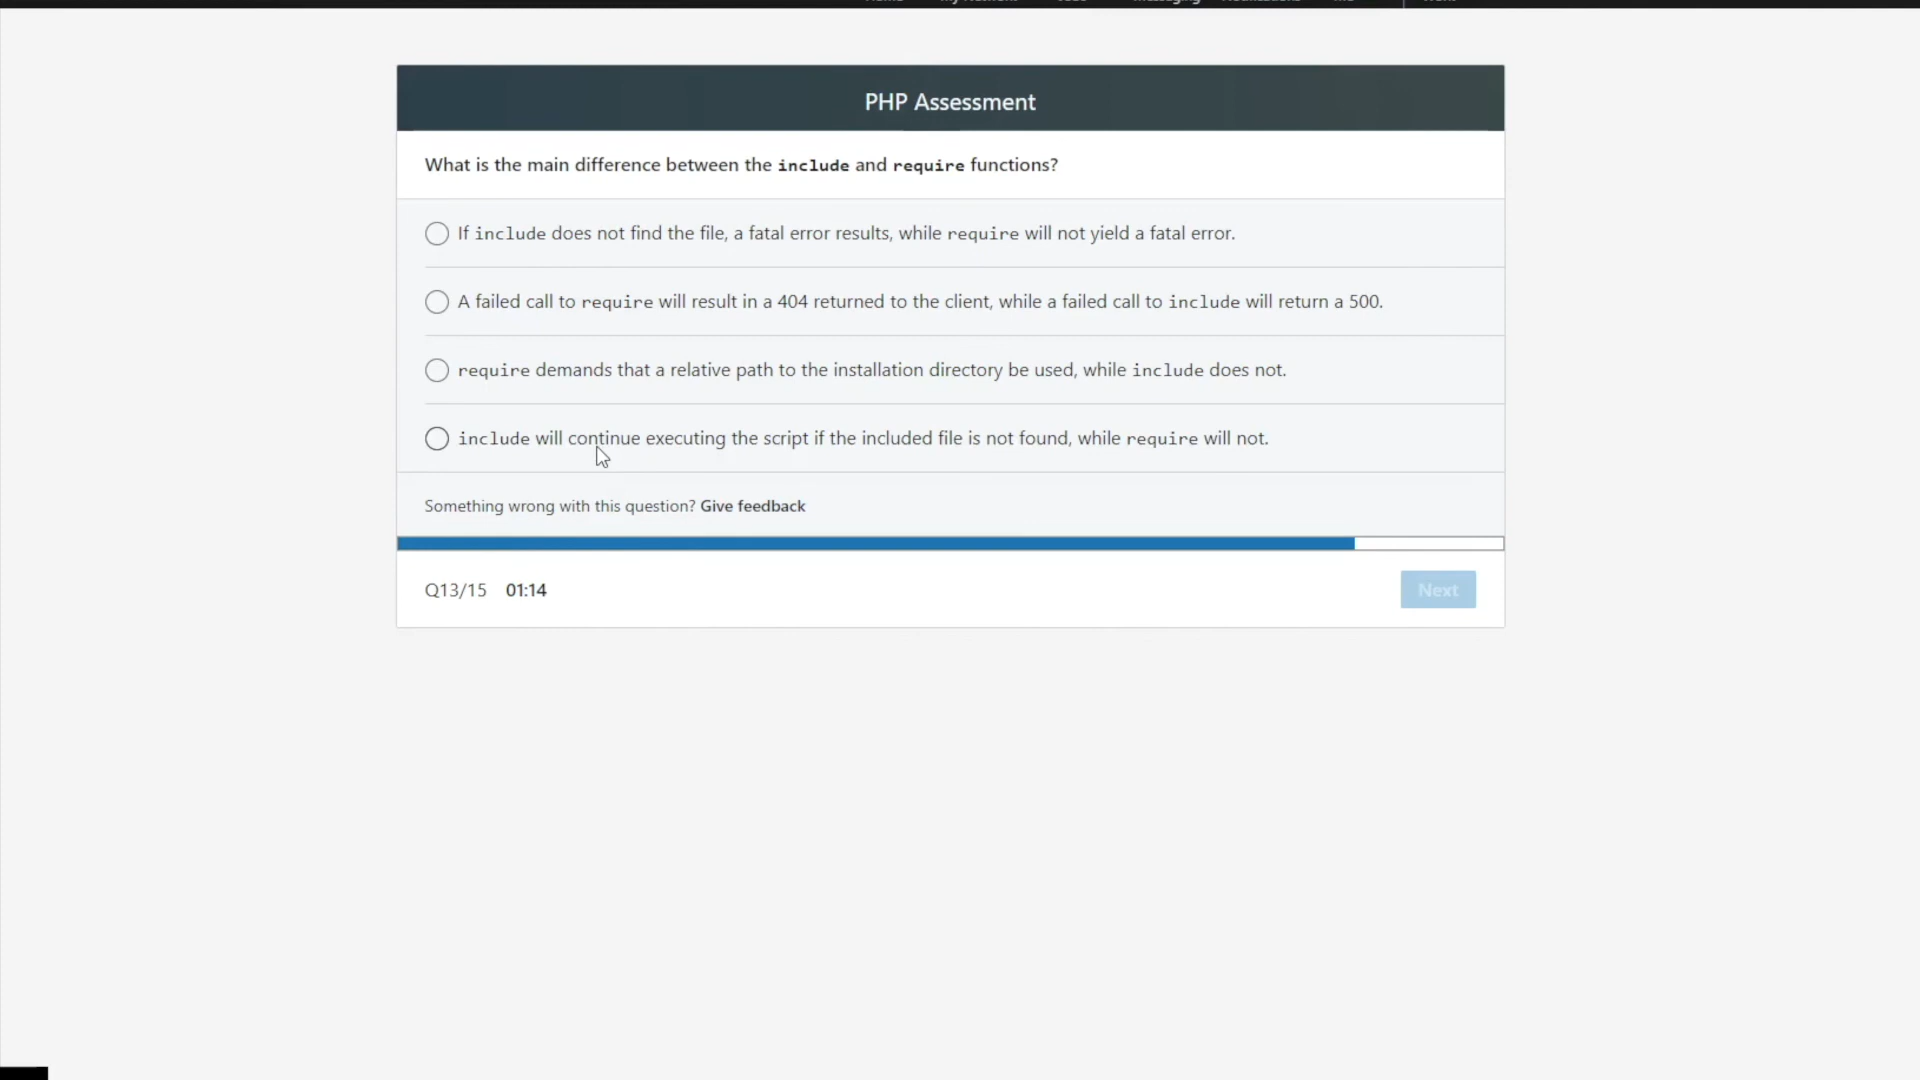 PHP Assessment
What is the main difference between the include and require functions?
If include does not find the file, a fatal error results, while require will not yield a fatal error.
A failed call to require will result in a 404 returned to the client, while a failed call to include will return a 500.
require demands that a relative path to the installation directory be used, while include does not.
include will continue executing the script if the included file is not found, while require will not.
Something wrong with this question? Give feedback
Q13/15 01:14 Next